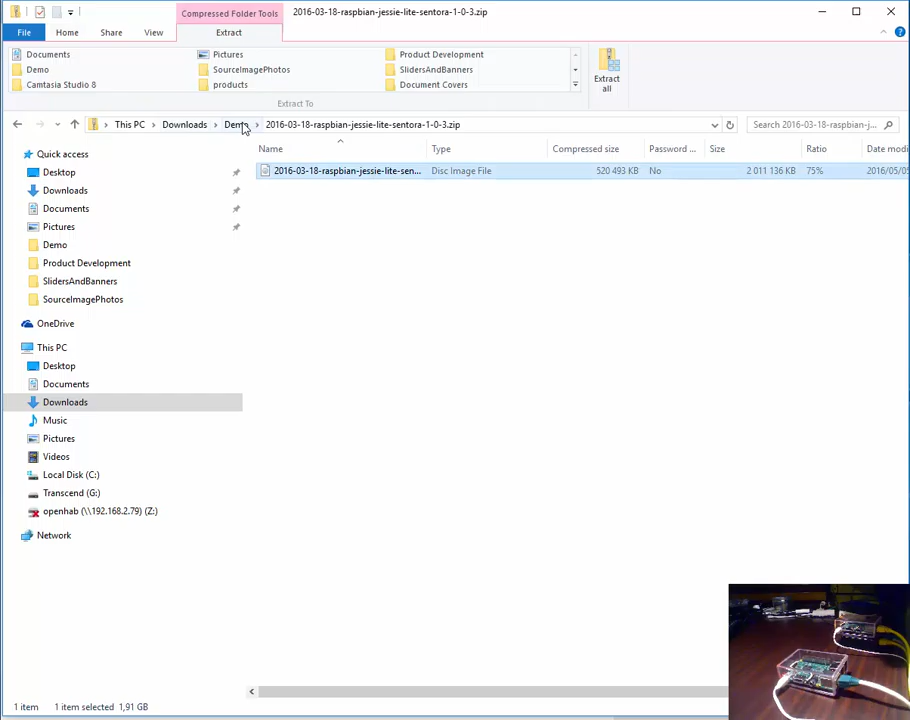 Compressed Folder Tools
2016-03-18-raspbian-jessie-lite-sentora-1-0-3.zip
File
Home
Share
View
Extract
Documents
Pictures
Product Development
Demo
SourceImagePhotos
SlidersAndBanners
Camtasia Studio 8
products
Document Covers
Extract
all
Extract To
This PC
Downloads
Demo
2016-03-18-raspbian-jessie-lite-sentora-1-0-3.zip
Search 2016-03-18-raspbian-j...
Name
Type
Compressed size
Password ...
Size
Ratio
Date modi
2016-03-18-raspbian-jessie-lite-sen...
Disc Image File
520 493 KB
No
2 011 136 KB
75%
2016/05/05
Quick access
Desktop
Downloads
Documents
Pictures
Demo
Product Development
SlidersAndBanners
SourceImagePhotos
OneDrive
This PC
Desktop
Documents
Downloads
Music
Pictures
Videos
Local Disk (C:)
Transcend (G:)
openhab (\\192.168.2.79) (Z:)
Network
1 item
1 item selected 1,91 GB